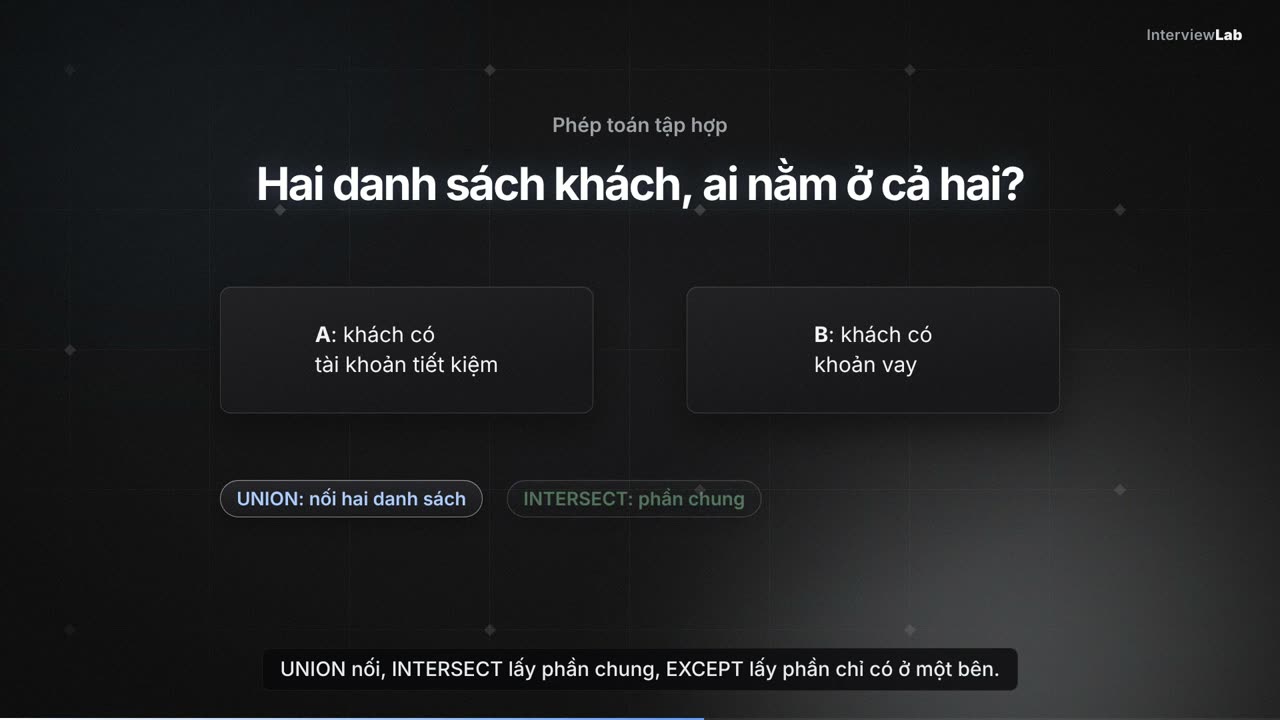 InterviewLab
Phép toán tập hợp
Hai danh sách khách, ai nằm ở cả hai?
A: khách có
tài khoản tiết kiệm
B: khách có
khoản vay
UNION: nối hai danh sách
INTERSECT: phần chung
UNION nối, INTERSECT lấy phần chung, EXCEPT lấy phần chỉ có ở một bên.